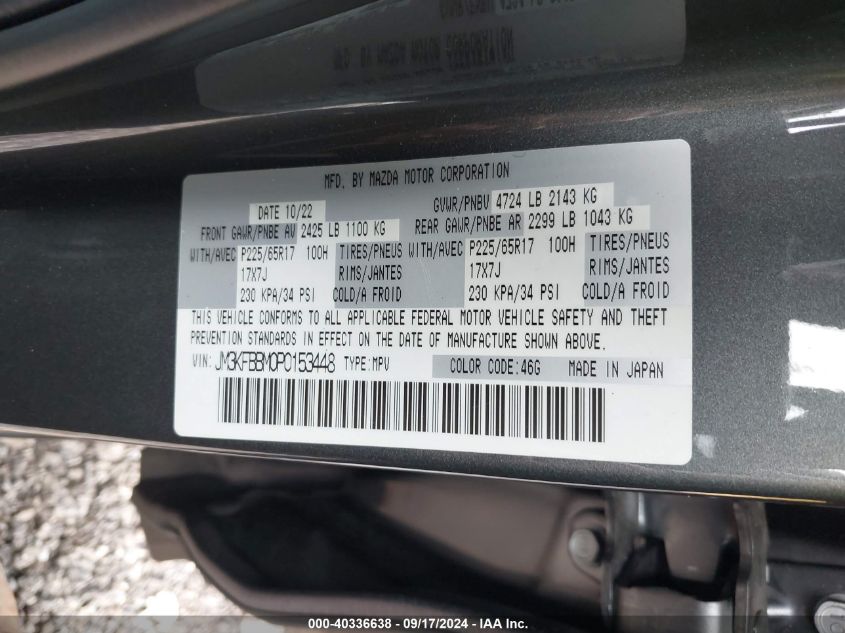 MFD. BY MAZDA MOTOR CORPORATION
DATE 10/22 GVWR/PNBV 4724 LB 2143 KG
FRONT GAWR/PNBE AV 2425 LB 1100 KG REAR GAWR/PNBE AR 2299 LB 1043 KG
WITH/AVEC P225/65R17 100H TIRES/PNEUS WITH/AVEC P225/65R17 100H TIRES/PNEUS
17X7J RIMS/JANTES 17X7J RIMS/JANTES
230 KPA/34 PSI COLD/A FROID 230 KPA/34 PSI COLD/A FROID
THIS VEHICLE CONFORMS TO ALL APPLICABLE FEDERAL MOTOR VEHICLE SAFETY AND THEFT
PREVENTION STANDARDS IN EFFECT ON THE DATE OF MANUFACTURE SHOWN ABOVE.
VIN: JM3KFBBM0P0153448 TYPE:MPV COLOR CODE:46G MADE IN JAPAN
000-40336638 - 09/17/2024 - IAA Inc.